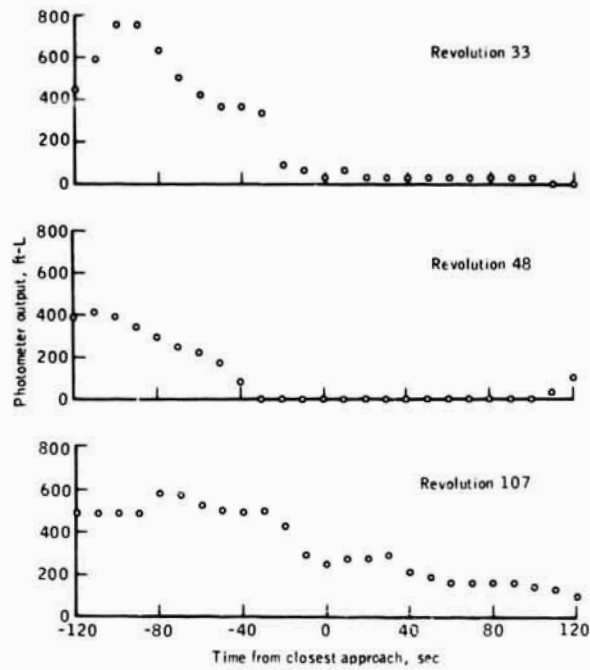 800
600
400
200
0
Revolution 33
800
600
400
200
0
Revolution 48
Photometer output, ft-L
800
600
400
200
0
Revolution 107
-120 -80 -40 0 40 80 120
Time from closest approach, sec